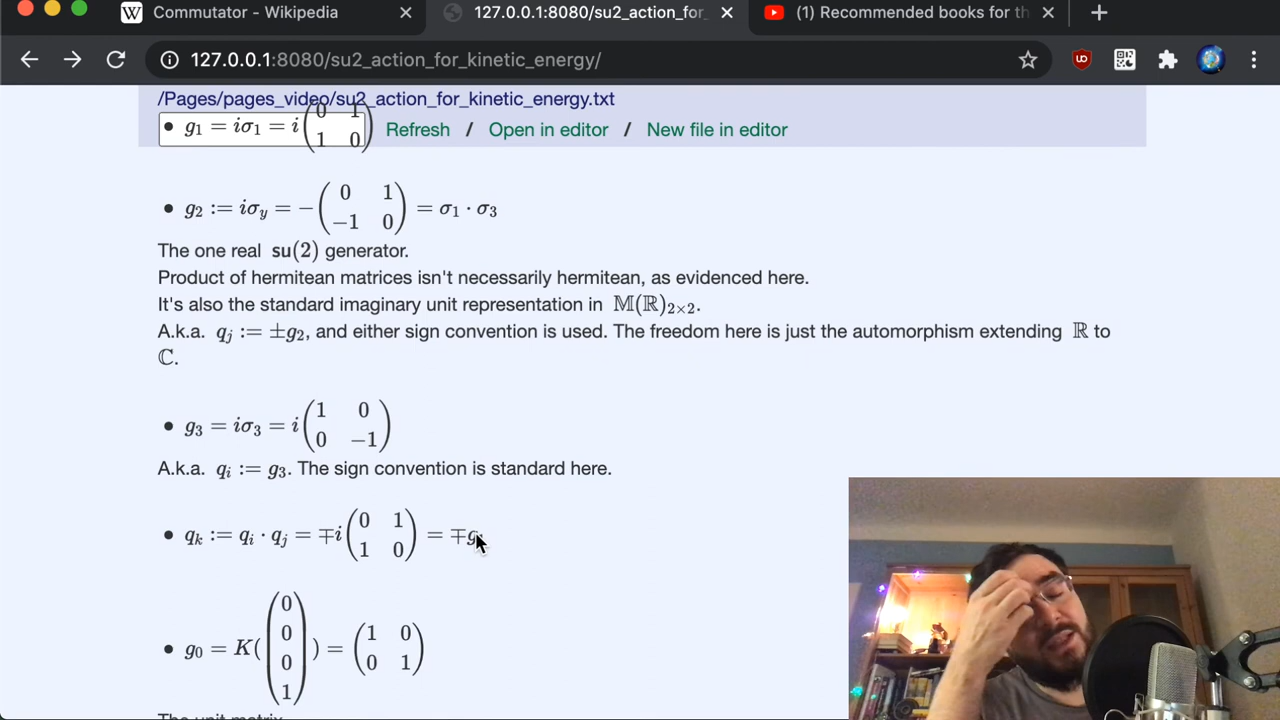 Commutator - Wikipedia
127.0.0.1:8080/su2_action_for_
(1) Recommended books for th
127.0.0.1:8080/su2_action_for_kinetic_energy/
/Pages/pages_video/su2_action_for_kinetic_energy.txt
• g₁ = iσ₁ = i(0 1; 1 0) Refresh / Open in editor / New file in editor
• g₂ := iσ_y = −(0 1; −1 0) = σ₁ · σ₃
The one real su(2) generator.
Product of hermitean matrices isn't necessarily hermitean, as evidenced here.
It's also the standard imaginary unit representation in 𝕄(ℝ)₂ₓ₂.
A.k.a. q_j := ±g₂, and either sign convention is used. The freedom here is just the automorphism extending ℝ to
ℂ.
• g₃ = iσ₃ = i(1 0; 0 −1)
A.k.a. q_i := g₃. The sign convention is standard here.
• q_k := q_i · q_j = ∓i(0 1; 1 0) = ∓g
• g₀ = K((0; 0; 0; 1)) = (1 0; 0 1)
The unit matrix